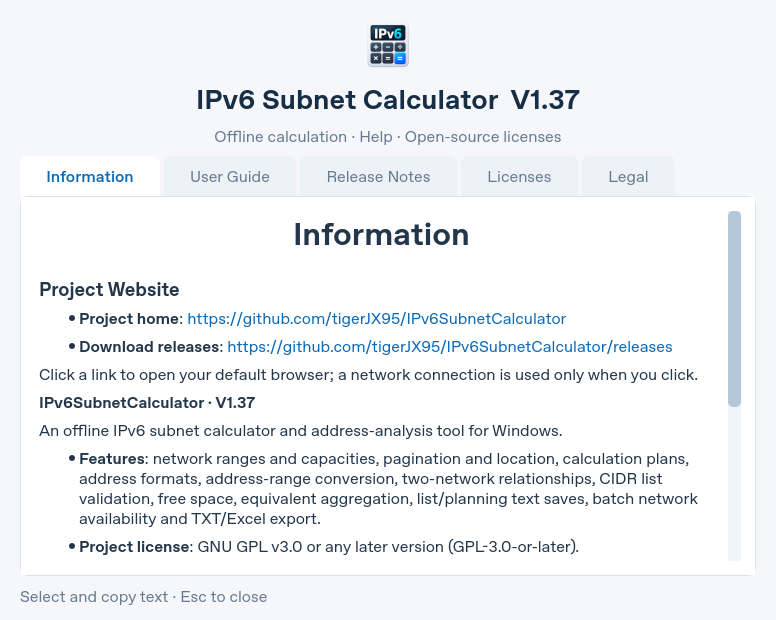 IPv6
IPv6 Subnet Calculator V1.37
Offline calculation · Help · Open-source licenses
Information
User Guide
Release Notes
Licenses
Legal
Information
Project Website
• Project home: https://github.com/tigerJX95/IPv6SubnetCalculator
• Download releases: https://github.com/tigerJX95/IPv6SubnetCalculator/releases
Click a link to open your default browser; a network connection is used only when you click.
IPv6SubnetCalculator · V1.37
An offline IPv6 subnet calculator and address-analysis tool for Windows.
• Features: network ranges and capacities, pagination and location, calculation plans,
address formats, address-range conversion, two-network relationships, CIDR list
validation, free space, equivalent aggregation, list/planning text saves, batch network
availability and TXT/Excel export.
• Project license: GNU GPL v3.0 or any later version (GPL-3.0-or-later).
Select and copy text · Esc to close